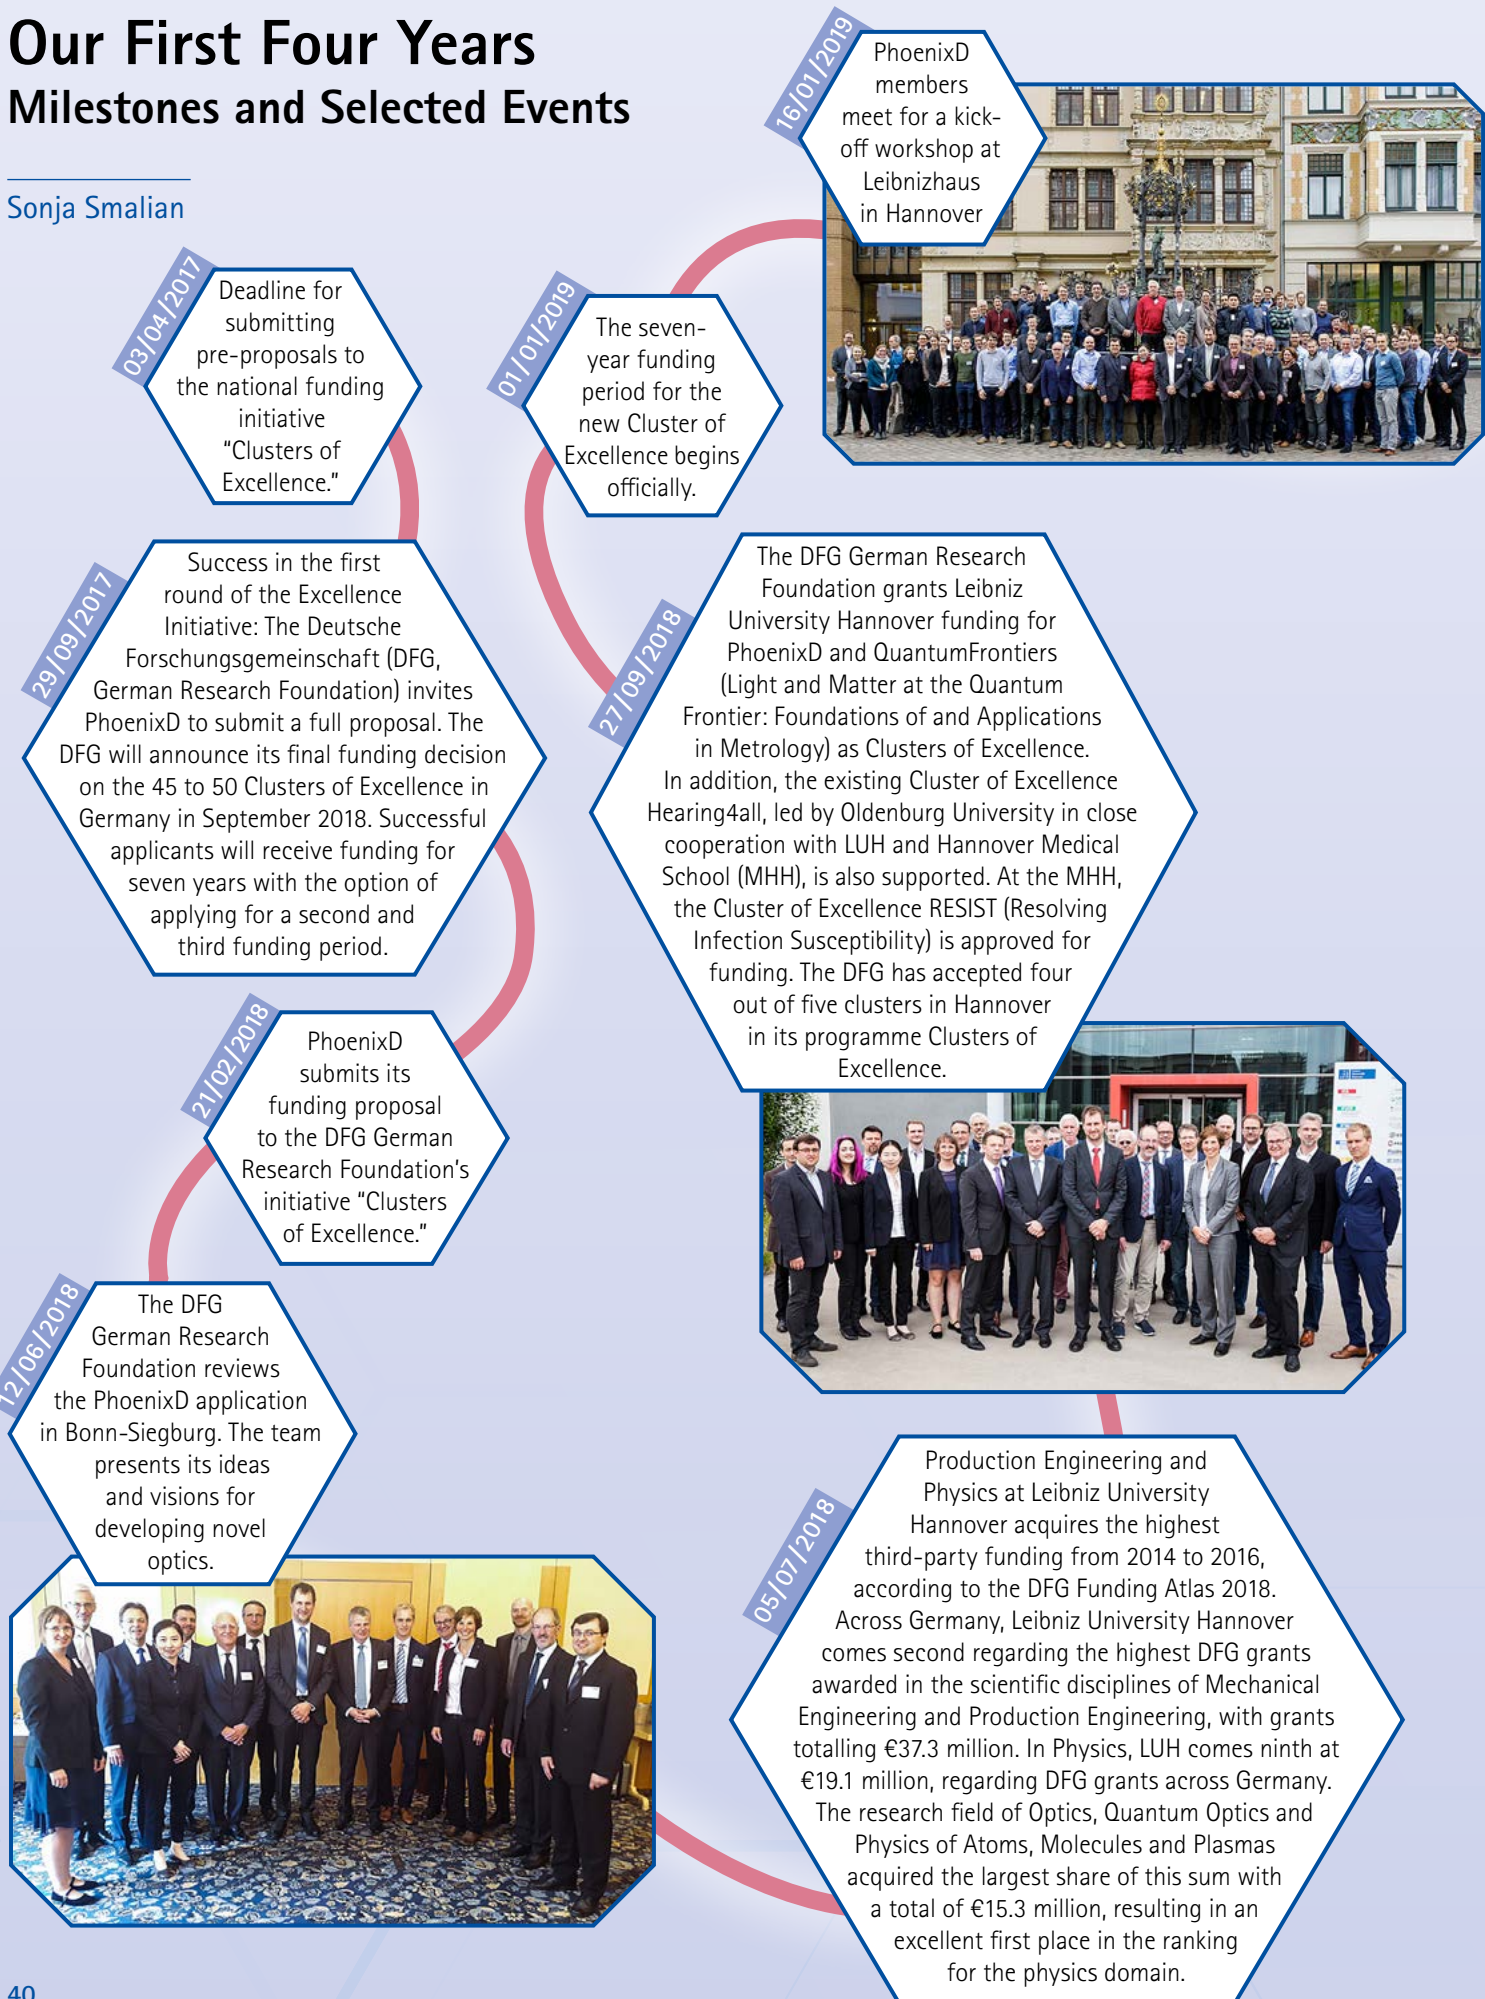 Our First Four Years
Milestones and Selected Events
Sonja Smalian
03/04/2017
Deadline for
submitting
pre-proposals to
the national funding
initiative
“Clusters of
Excellence.”
29/09/2017
Success in the first
round of the Excellence
Initiative: The Deutsche
Forschungsgemeinschaft (DFG,
German Research Foundation) invites
PhoenixD to submit a full proposal. The
DFG will announce its final funding decision
on the 45 to 50 Clusters of Excellence in
Germany in September 2018. Successful
applicants will receive funding for
seven years with the option of
applying for a second and
third funding period.
21/02/2018
PhoenixD
submits its
funding proposal
to the DFG German
Research Foundation's
initiative “Clusters
of Excellence.”
12/06/2018
The DFG
German Research
Foundation reviews
the PhoenixD application
in Bonn-Siegburg. The team
presents its ideas
and visions for
developing novel
optics.
05/07/2018
Production Engineering and
Physics at Leibniz University
Hannover acquires the highest
third-party funding from 2014 to 2016,
according to the DFG Funding Atlas 2018.
Across Germany, Leibniz University Hannover
comes second regarding the highest DFG grants
awarded in the scientific disciplines of Mechanical
Engineering and Production Engineering, with grants
totalling €37.3 million. In Physics, LUH comes ninth at
€19.1 million, regarding DFG grants across Germany.
The research field of Optics, Quantum Optics and
Physics of Atoms, Molecules and Plasmas
acquired the largest share of this sum with
a total of €15.3 million, resulting in an
excellent first place in the ranking
for the physics domain.
27/09/2018
The DFG German Research
Foundation grants Leibniz
University Hannover funding for
PhoenixD and QuantumFrontiers
(Light and Matter at the Quantum
Frontier: Foundations of and Applications
in Metrology) as Clusters of Excellence.
In addition, the existing Cluster of Excellence
Hearing4all, led by Oldenburg University in close
cooperation with LUH and Hannover Medical
School (MHH), is also supported. At the MHH,
the Cluster of Excellence RESIST (Resolving
Infection Susceptibility) is approved for
funding. The DFG has accepted four
out of five clusters in Hannover
in its programme Clusters of
Excellence.
01/01/2019
The seven-
year funding
period for the
new Cluster of
Excellence begins
officially.
16/01/2019
PhoenixD
members
meet for a kick-
off workshop at
Leibnizhaus
in Hannover
40